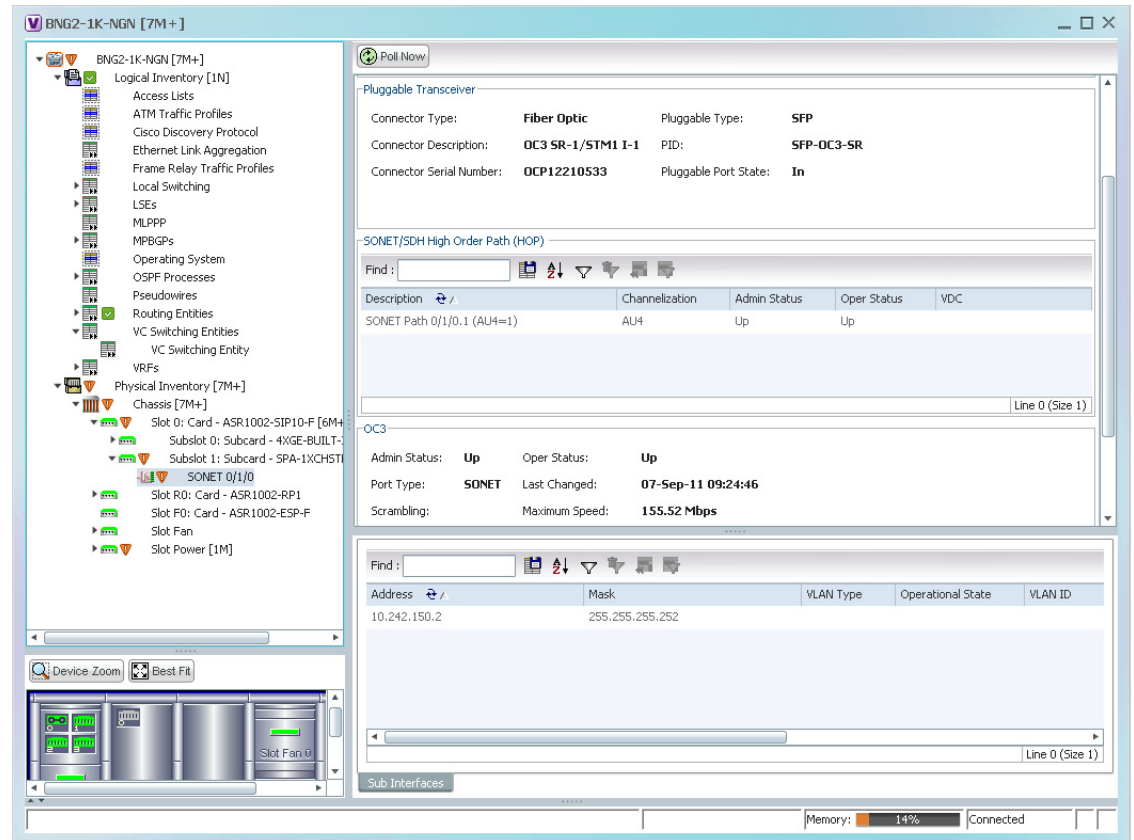 BNG2-1K-NGN [7M+]
BNG2-1K-NGN [7M+]
Logical Inventory [1N]
Access Lists
ATM Traffic Profiles
Cisco Discovery Protocol
Ethernet Link Aggregation
Frame Relay Traffic Profiles
Local Switching
LSEs
MLPPP
MPBGPs
Operating System
OSPF Processes
Pseudowires
Routing Entities
VC Switching Entities
VC Switching Entity
VRFs
Physical Inventory [7M+]
Chassis [7M+]
Slot 0: Card - ASR1002-SIP10-F [6M+
Subslot 0: Subcard - 4XGE-BUILT-
Subslot 1: Subcard - SPA-1XCHSTI
SONET 0/1/0
Slot R0: Card - ASR1002-RP1
Slot F0: Card - ASR1002-ESP-F
Slot Fan
Slot Power [1M]
Device Zoom Best Fit
Slot Fan 0
Poll Now
Pluggable Transceiver
Connector Type: Fiber Optic Pluggable Type: SFP
Connector Description: OC3 SR-1/STM1 I-1 PID: SFP-OC3-SR
Connector Serial Number: OCP12210533 Pluggable Port State: In
SONET/SDH High Order Path (HOP)
Find :
Description Channelization Admin Status Oper Status VDC
SONET Path 0/1/0.1 (AU4=1) AU4 Up Up
Line 0 (Size 1)
OC3
Admin Status: Up Oper Status: Up
Port Type: SONET Last Changed: 07-Sep-11 09:24:46
Scrambling: Maximum Speed: 155.52 Mbps
Find :
Address Mask VLAN Type Operational State VLAN ID
10.242.150.2 255.255.255.252
Line 0 (Size 1)
Sub Interfaces
Memory: 14% Connected